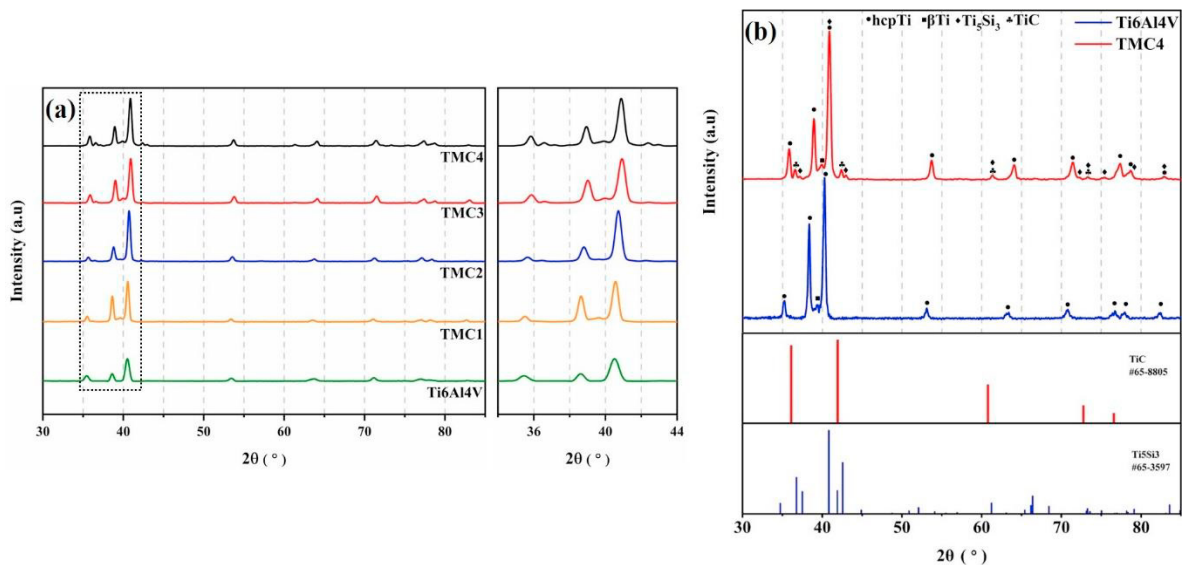 (a)
Intensity (a.u)
TMC4
TMC3
TMC2
TMC1
Ti6Al4V
30 40 50 60 70 80
2θ ( ° )
36 40 44
2θ ( ° )
(b)
•hcpTi ▪βTi ♦Ti₅Si₃ ♣TiC
Ti6Al4V
TMC4
Intensity (a.u)
TiC
#65-8805
Ti5Si3
#65-3597
30 40 50 60 70 80
2θ ( ° )